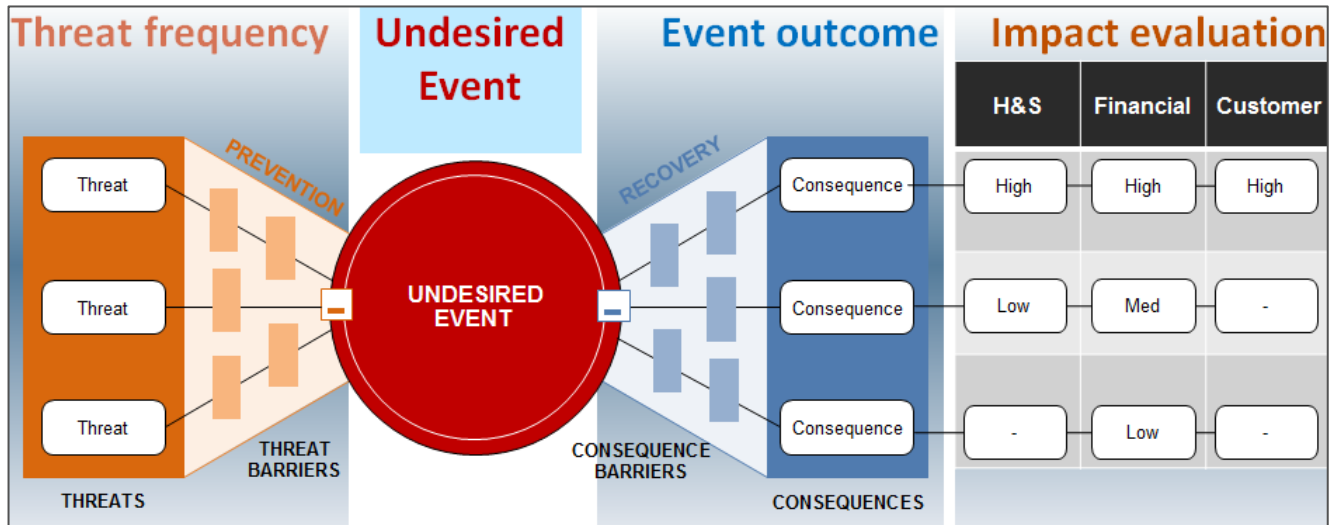 Threat frequency
Undesired
Event
Event outcome
Impact evaluation
H&S
Financial
Customer
PREVENTION
RECOVERY
Threat
Consequence
High
High
High
Threat
UNDESIRED
EVENT
Consequence
Low
Med
-
Threat
Consequence
-
Low
-
THREAT
BARRIERS
CONSEQUENCE
BARRIERS
THREATS
CONSEQUENCES